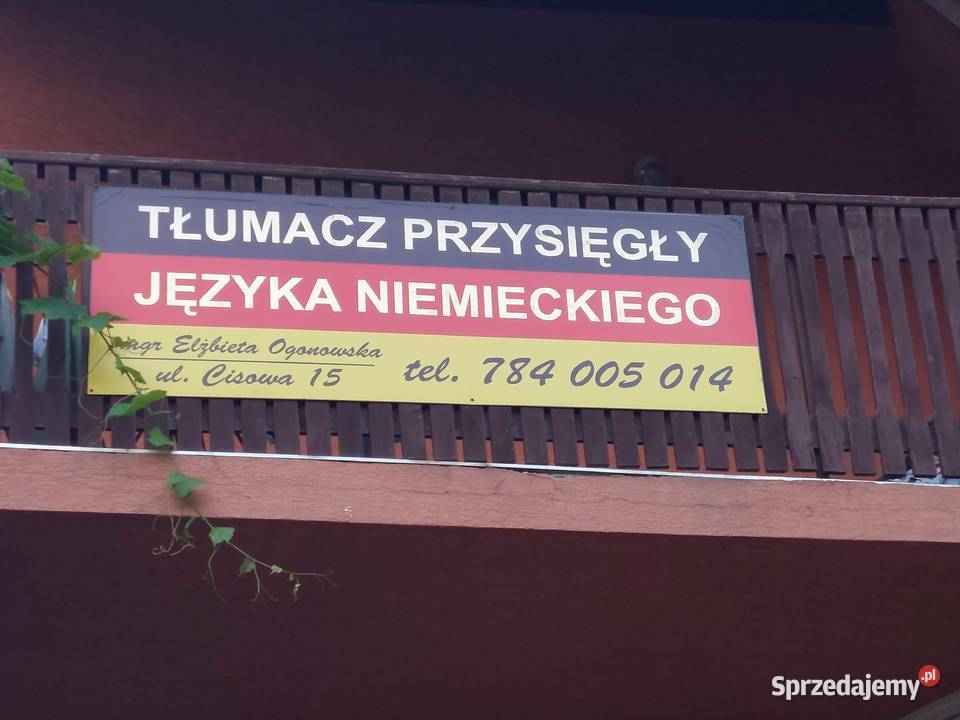 TŁUMACZ PRZYSIĘGŁY
JĘZYKA NIEMIECKIEGO
mgr Elżbieta Ogonowska
ul. Cisowa 15
tel. 784 005 014
Sprzedajemy.pl